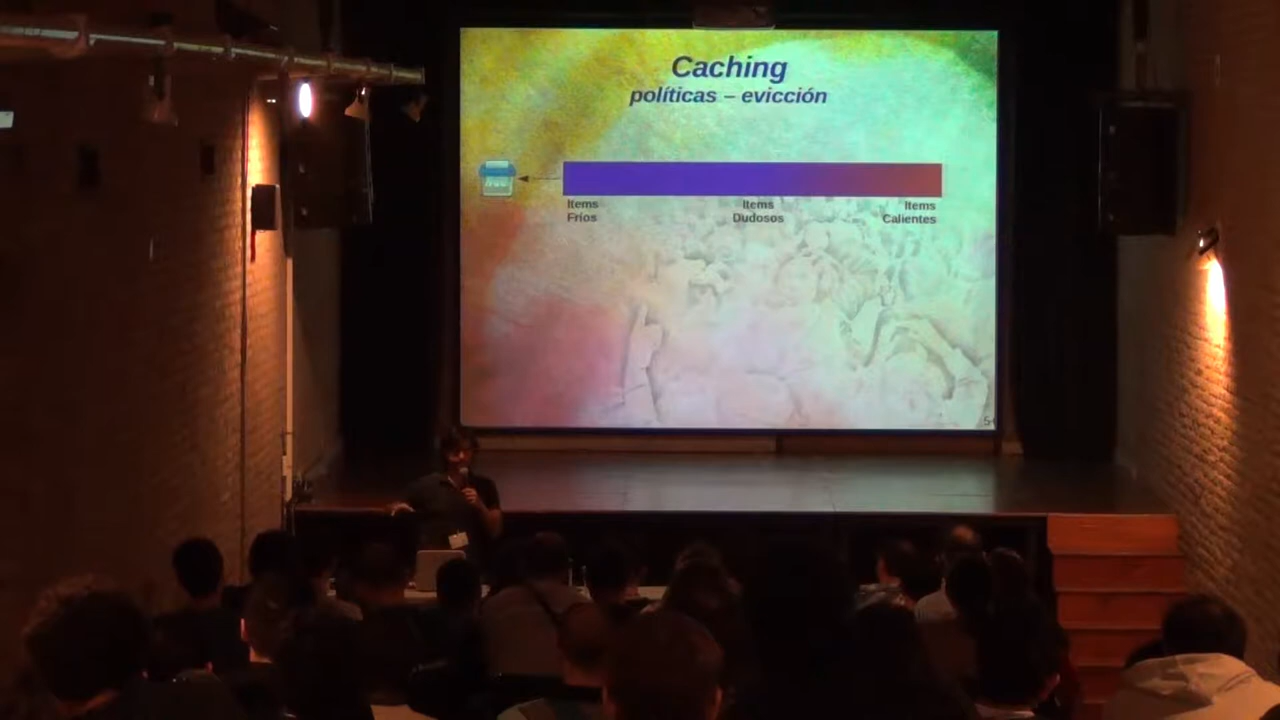 Caching
políticas – evicción
Items
Fríos
Items
Dudosos
Items
Calientes